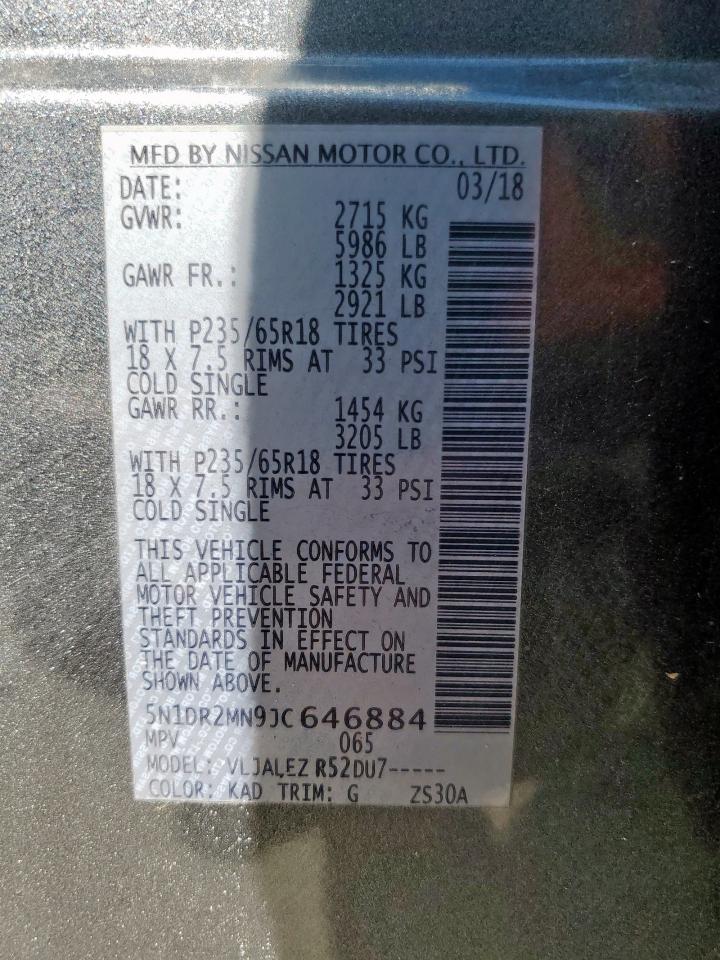 MFD BY NISSAN MOTOR CO., LTD.
DATE: 03/18
GVWR: 2715 KG
5986 LB
GAWR FR.: 1325 KG
2921 LB
WITH P235/65R18 TIRES
18 X 7.5 RIMS AT 33 PSI
COLD SINGLE
GAWR RR.: 1454 KG
3205 LB
WITH P235/65R18 TIRES
18 X 7.5 RIMS AT 33 PSI
COLD SINGLE
THIS VEHICLE CONFORMS TO
ALL APPLICABLE FEDERAL
MOTOR VEHICLE SAFETY AND
THEFT PREVENTION
STANDARDS IN EFFECT ON
THE DATE OF MANUFACTURE
SHOWN ABOVE.
5N1DR2MN9JC646884
MPV 065
MODEL: VLJALEZ R52DU7-----
COLOR: KAD TRIM: G ZS30A